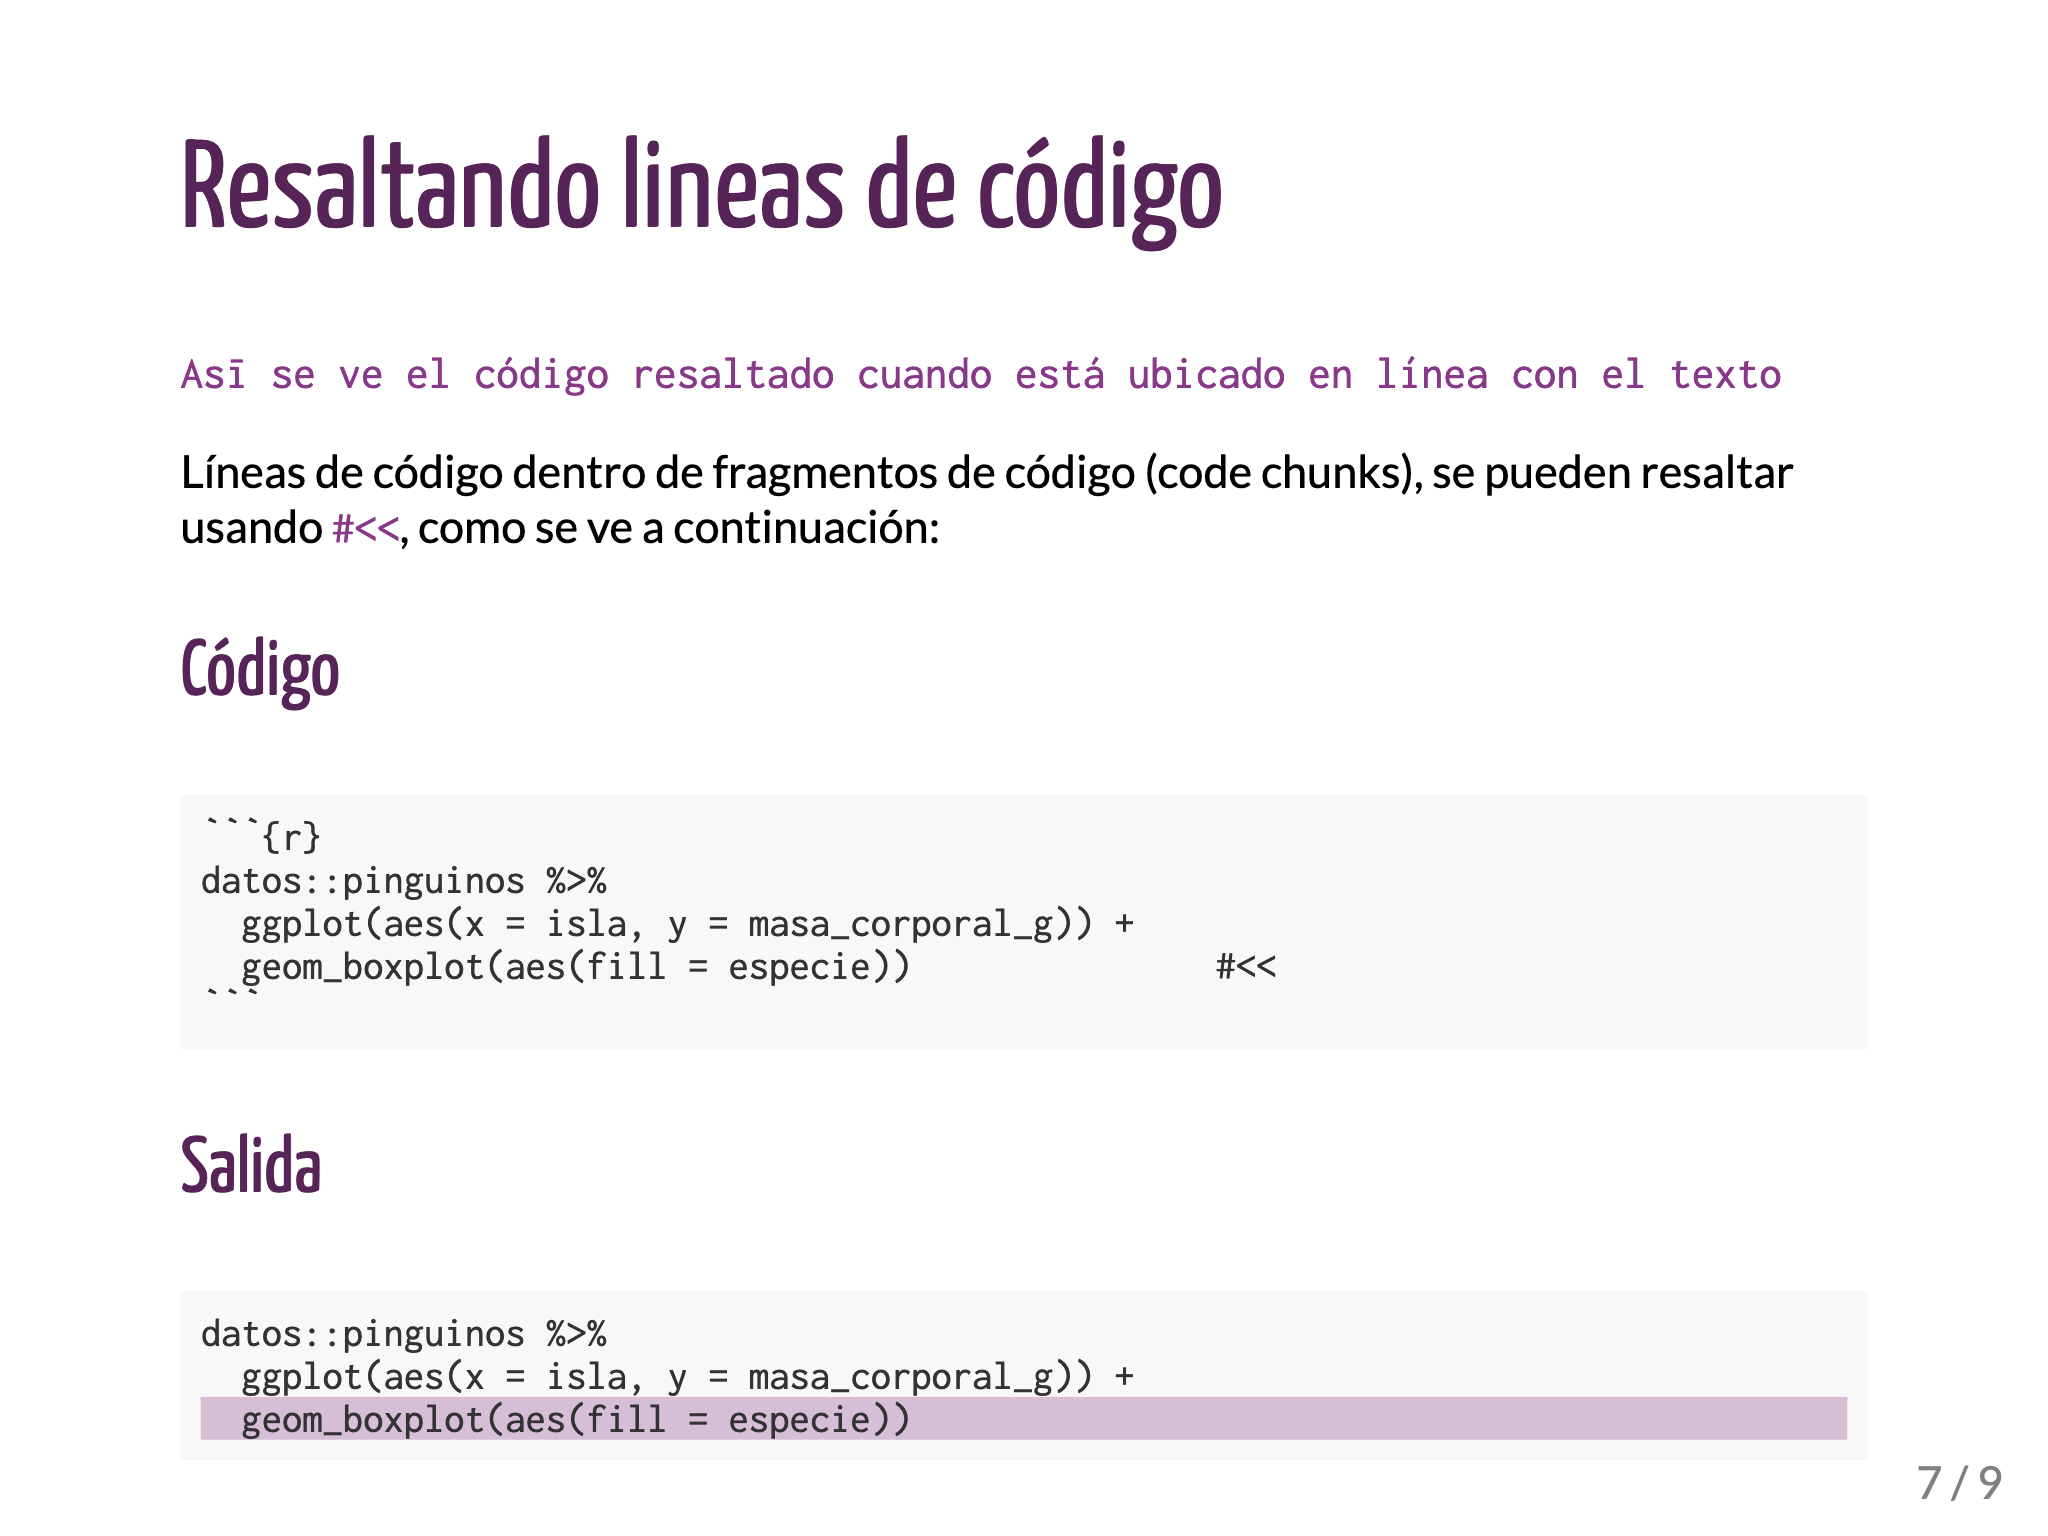 Resaltando lineas de código
Asī se ve el código resaltado cuando está ubicado en línea con el texto
Líneas de código dentro de fragmentos de código (code chunks), se pueden resaltar
usando #<<, como se ve a continuación:
Código
```{r}
datos::pinguinos %>%
  ggplot(aes(x = isla, y = masa_corporal_g)) +
  geom_boxplot(aes(fill = especie))               #<<
```
Salida
datos::pinguinos %>%
  ggplot(aes(x = isla, y = masa_corporal_g)) +
  geom_boxplot(aes(fill = especie))
7 / 9